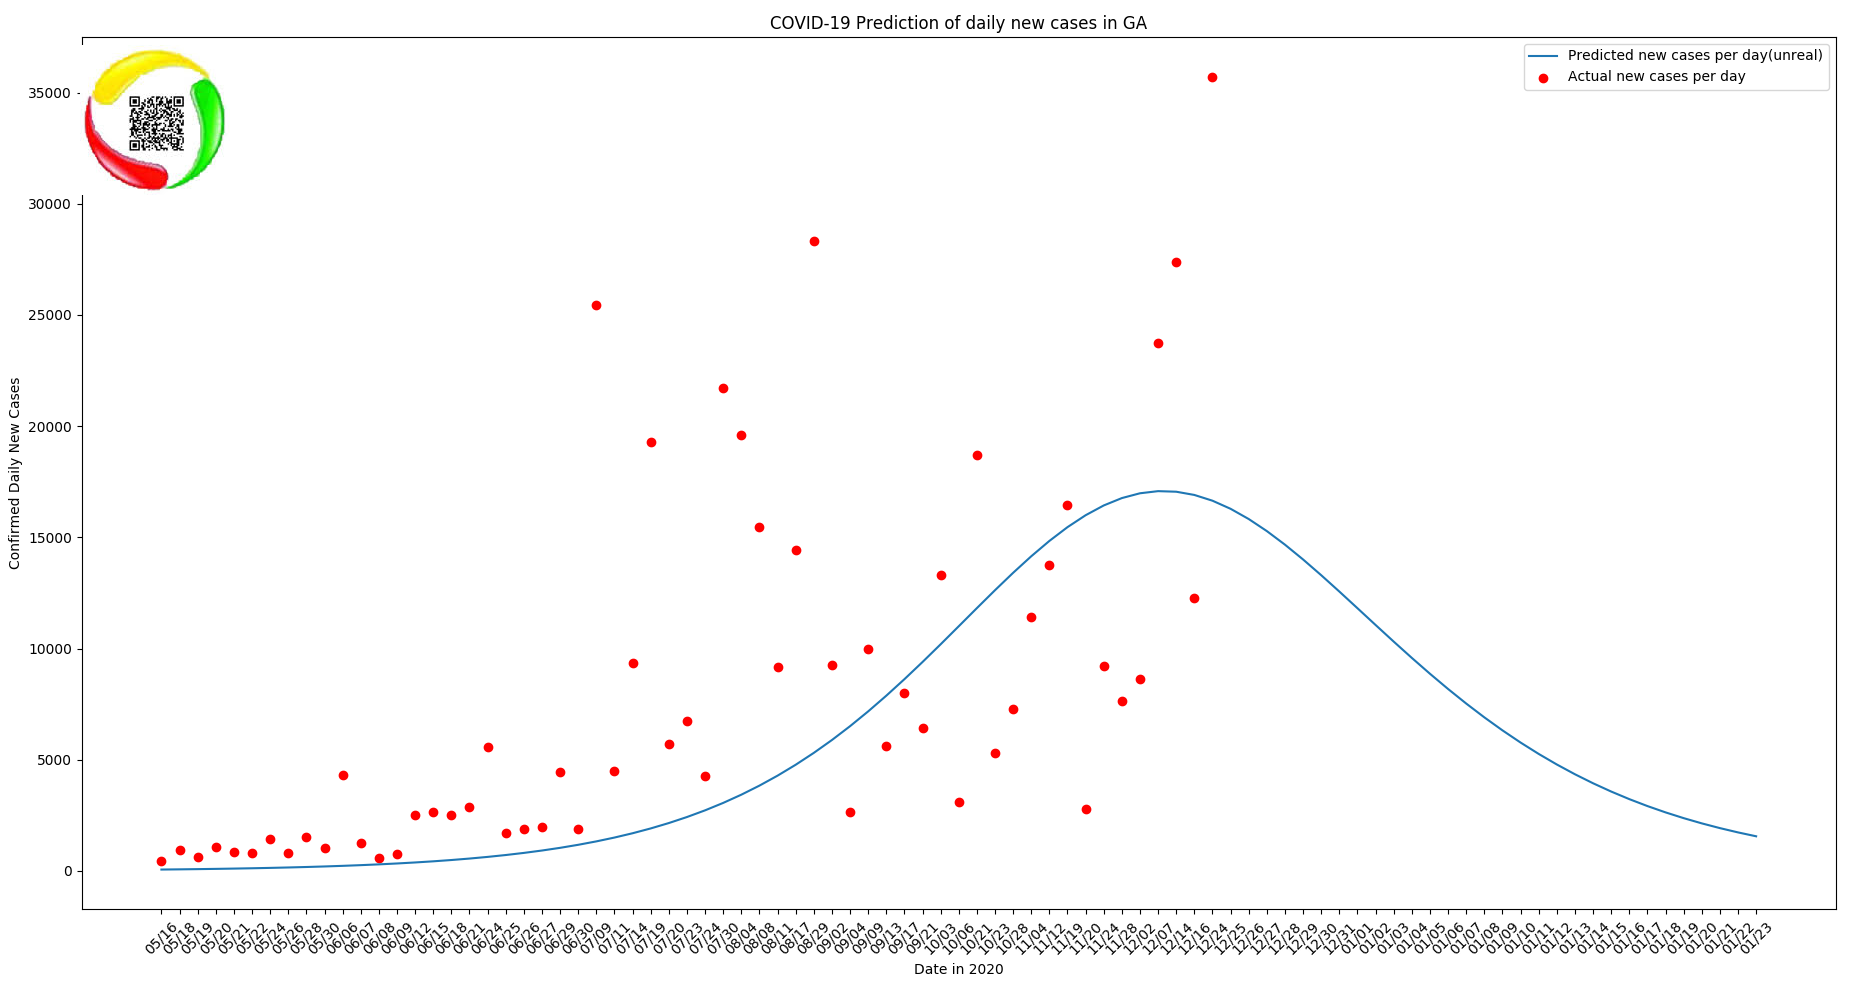 COVID-19 Prediction of daily new cases in GA
Predicted new cases per day(unreal)
Actual new cases per day
35000
30000
25000
20000
15000
10000
5000
0
Confirmed Daily New Cases
05/16 05/18 05/19 05/20 05/21 05/22 05/24 05/26 05/28 05/30 06/06 06/07 06/08 06/09 06/12 06/15 06/18 06/21 06/24 06/25 06/26 06/27 06/29 06/30 07/09 07/11 07/14 07/19 07/20 07/23 07/24 07/30 08/04 08/08 08/11 08/17 08/29 09/02 09/04 09/09 09/13 09/17 09/21 10/03 10/06 10/21 10/23 10/28 11/04 11/12 11/19 11/20 11/24 11/28 12/02 12/07 12/14 12/16 12/24 12/25 12/26 12/27 12/28 12/29 12/30 12/31 01/01 01/02 01/03 01/04 01/05 01/06 01/07 01/08 01/09 01/10 01/11 01/12 01/13 01/14 01/15 01/16 01/17 01/18 01/19 01/20 01/21 01/22 01/23
Date in 2020